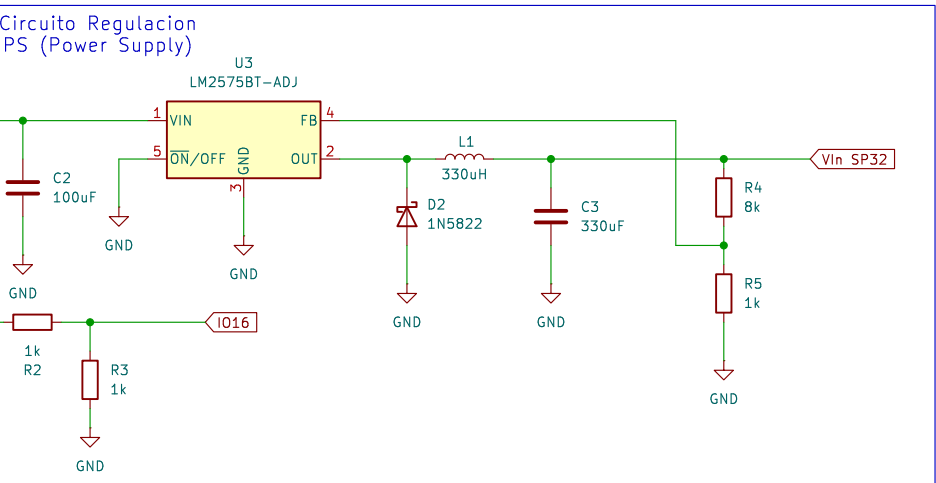 Circuito Regulacion
PS (Power Supply)
U3
LM2575BT-ADJ
1
VIN
FB
4
5
ON/OFF
GND
OUT
2
3
L1
330uH
VIn SP32
C2
100uF
D2
1N5822
C3
330uF
R4
8k
GND
GND
GND
GND
GND
GND
R5
1k
IO16
1k
R2
R3
1k
GND
GND